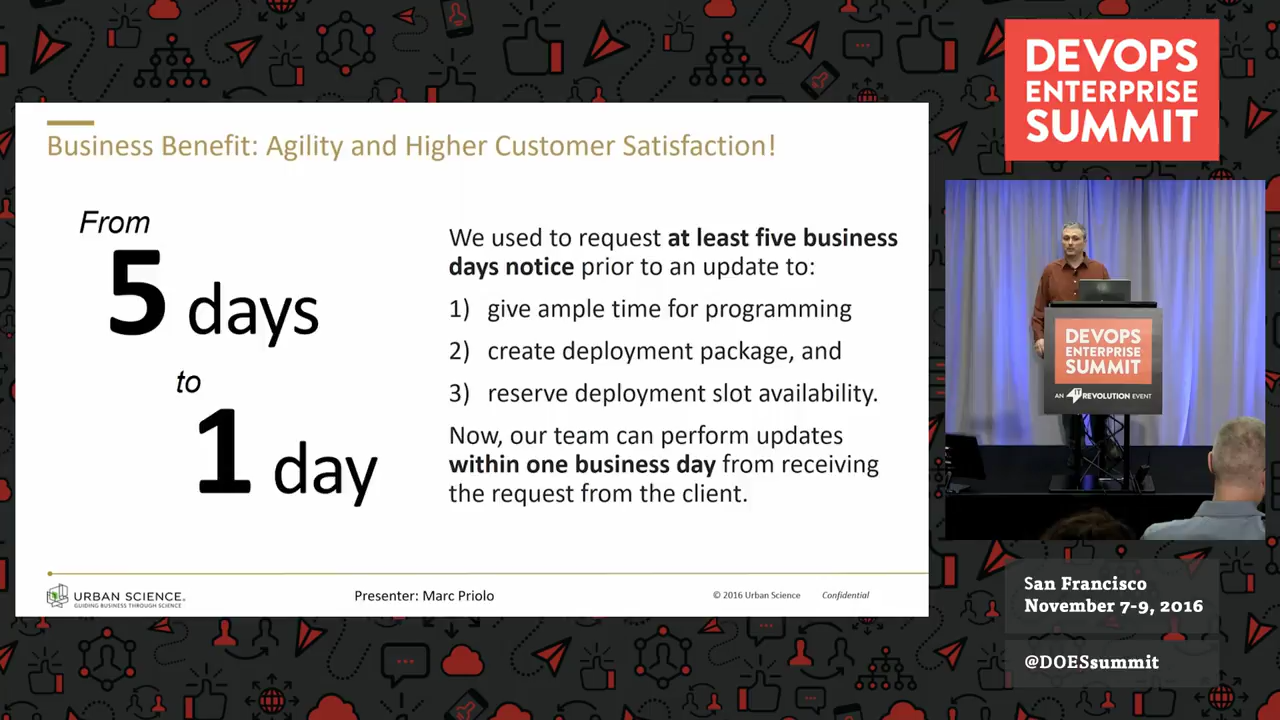 DEVOPS
ENTERPRISE
SUMMIT
Business Benefit: Agility and Higher Customer Satisfaction!
From
5 days
to
1 day
We used to request at least five business
days notice prior to an update to:
1) give ample time for programming
2) create deployment package, and
3) reserve deployment slot availability.
Now, our team can perform updates
within one business day from receiving
the request from the client.
URBAN SCIENCE®
GUIDING BUSINESS THROUGH SCIENCE
Presenter: Marc Priolo
© 2016 Urban Science
Confidential
DEVOPS
ENTERPRISE
SUMMIT
AN IT REVOLUTION EVENT
San Francisco
November 7-9, 2016
@DOESsummit